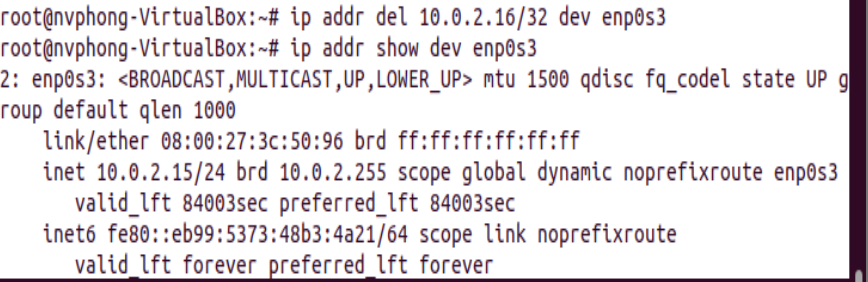 root@nvphong-VirtualBox:~# ip addr del 10.0.2.16/32 dev enp0s3
root@nvphong-VirtualBox:~# ip addr show dev enp0s3
2: enp0s3: <BROADCAST,MULTICAST,UP,LOWER_UP> mtu 1500 qdisc fq_codel state UP g
roup default qlen 1000
    link/ether 08:00:27:3c:50:96 brd ff:ff:ff:ff:ff:ff
    inet 10.0.2.15/24 brd 10.0.2.255 scope global dynamic noprefixroute enp0s3
       valid_lft 84003sec preferred_lft 84003sec
    inet6 fe80::eb99:5373:48b3:4a21/64 scope link noprefixroute
       valid_lft forever preferred_lft forever